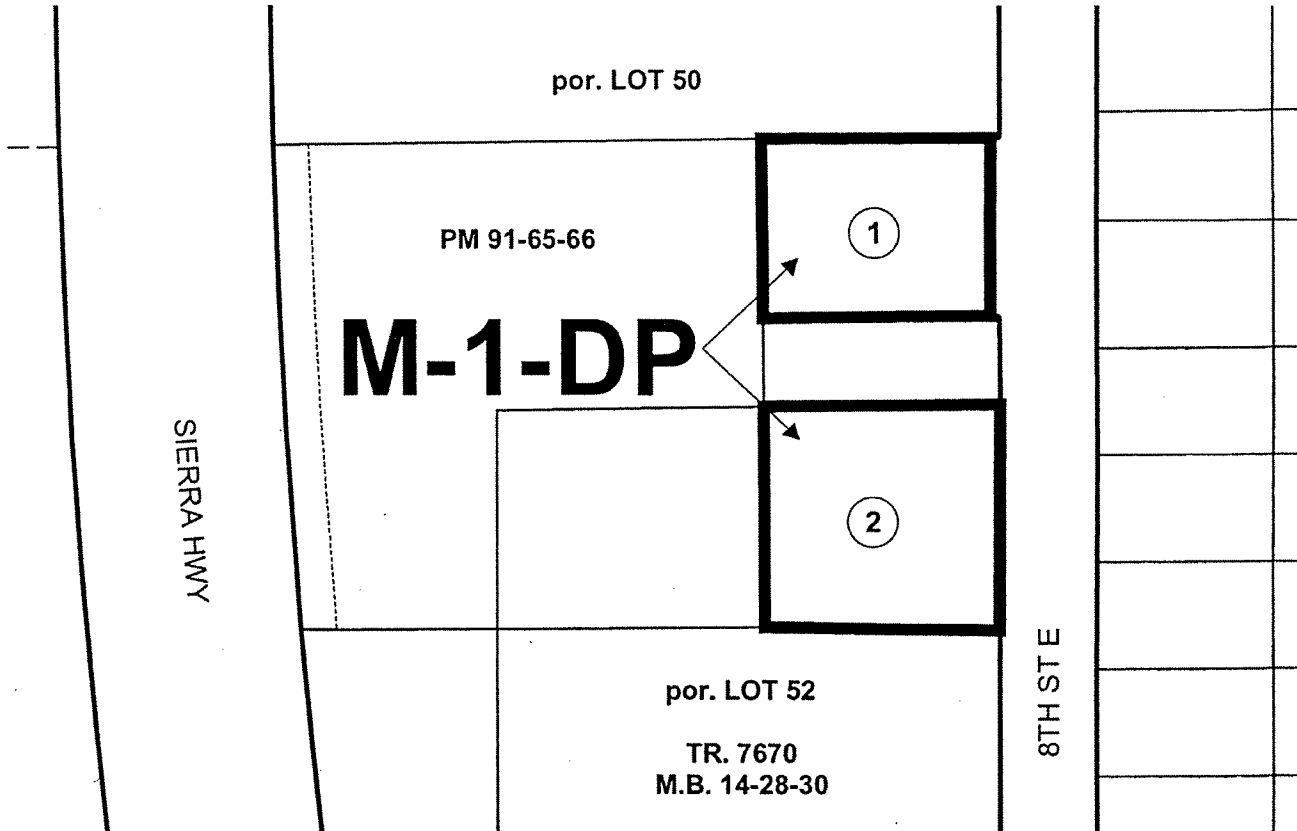 por. LOT 50
PM 91-65-66
1
M-1-DP
2
SIERRA HWY
8TH ST E
por. LOT 52
TR. 7670
M.B. 14-28-30